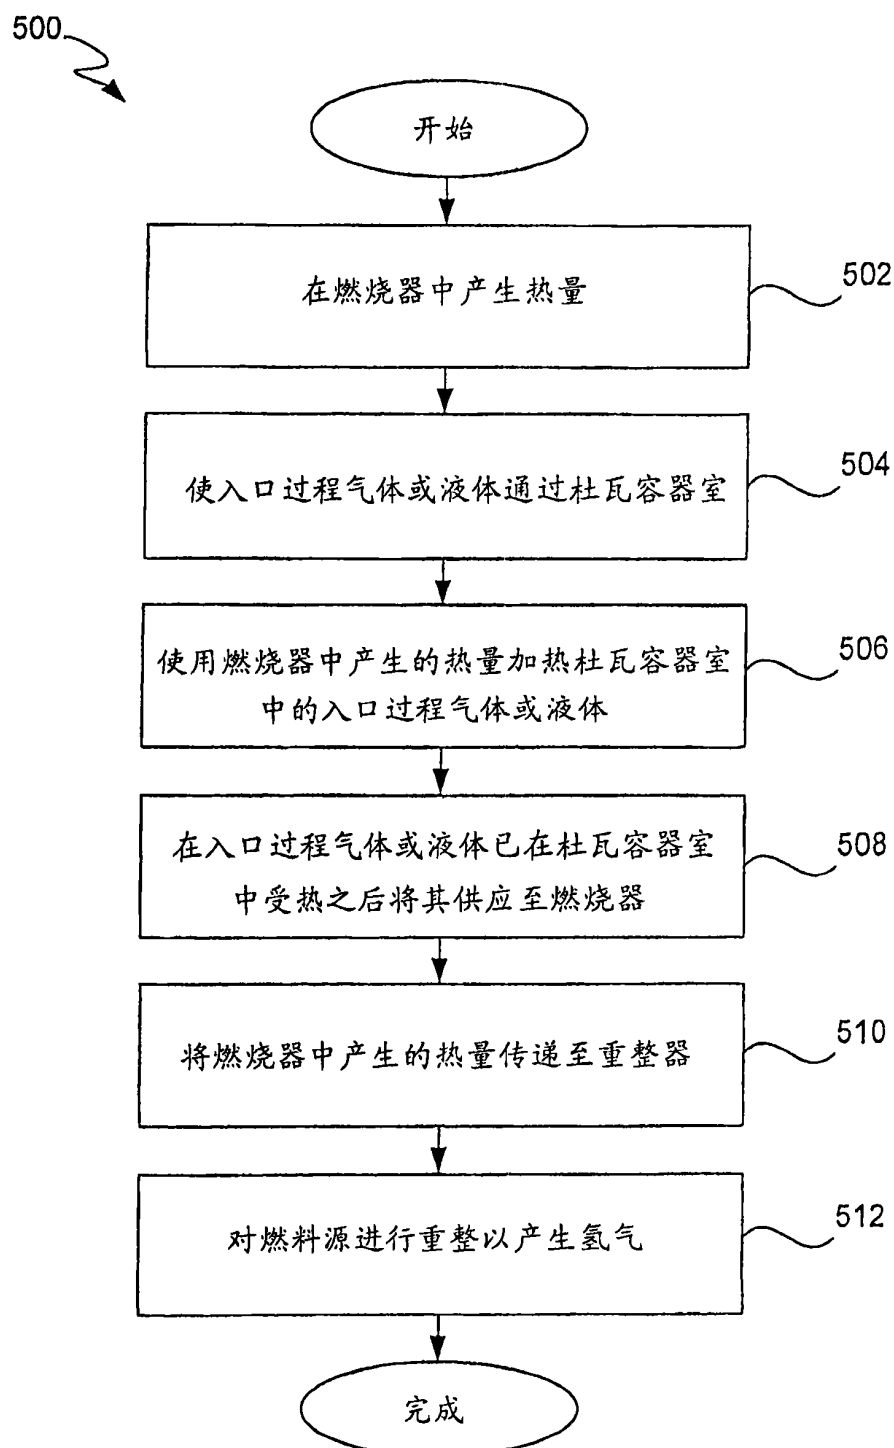 500
开始
在燃烧器中产生热量
502
使入口过程气体或液体通过杜瓦容器室
504
使用燃烧器中产生的热量加热杜瓦容器室
中的入口过程气体或液体
506
在入口过程气体或液体已在杜瓦容器室
中受热之后将其供应至燃烧器
508
将燃烧器中产生的热量传递至重整器
510
对燃料源进行重整以产生氢气
512
完成